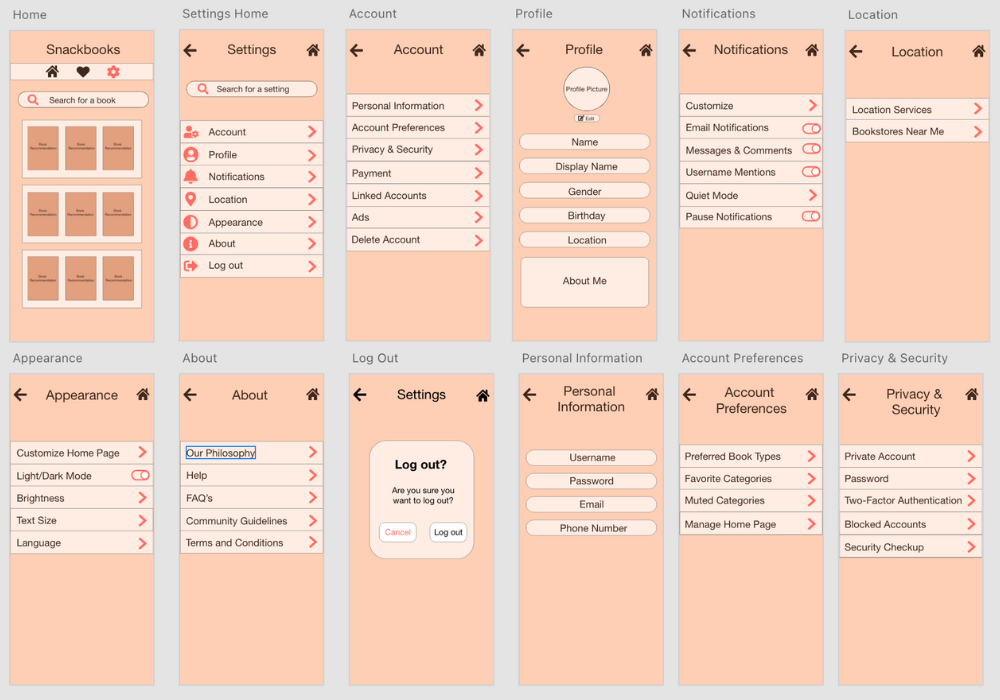 Home
Snackbooks
Search for a book
Book
Recommendation
Book
Recommendation
Book
Recommendation
Book
Recommendation
Book
Recommendation
Book
Recommendation
Book
Recommendation
Book
Recommendation
Book
Recommendation
Settings Home
Settings
Search for a setting
Account
Profile
Notifications
Location
Appearance
About
Log out
Account
Account
Personal Information
Account Preferences
Privacy & Security
Payment
Linked Accounts
Ads
Delete Account
Profile
Profile
Profile Picture
Edit
Name
Display Name
Gender
Birthday
Location
About Me
Notifications
Notifications
Customize
Email Notifications
Messages & Comments
Username Mentions
Quiet Mode
Pause Notifications
Location
Location
Location Services
Bookstores Near Me
Appearance
Appearance
Customize Home Page
Light/Dark Mode
Brightness
Text Size
Language
About
About
Our Philosophy
Help
FAQ's
Community Guidelines
Terms and Conditions
Log Out
Settings
Log out?
Are you sure you
want to log out?
Cancel
Log out
Personal Information
Personal
Information
Username
Password
Email
Phone Number
Account Preferences
Account
Preferences
Preferred Book Types
Favorite Categories
Muted Categories
Manage Home Page
Privacy & Security
Privacy &
Security
Private Account
Password
Two-Factor Authentication
Blocked Accounts
Security Checkup